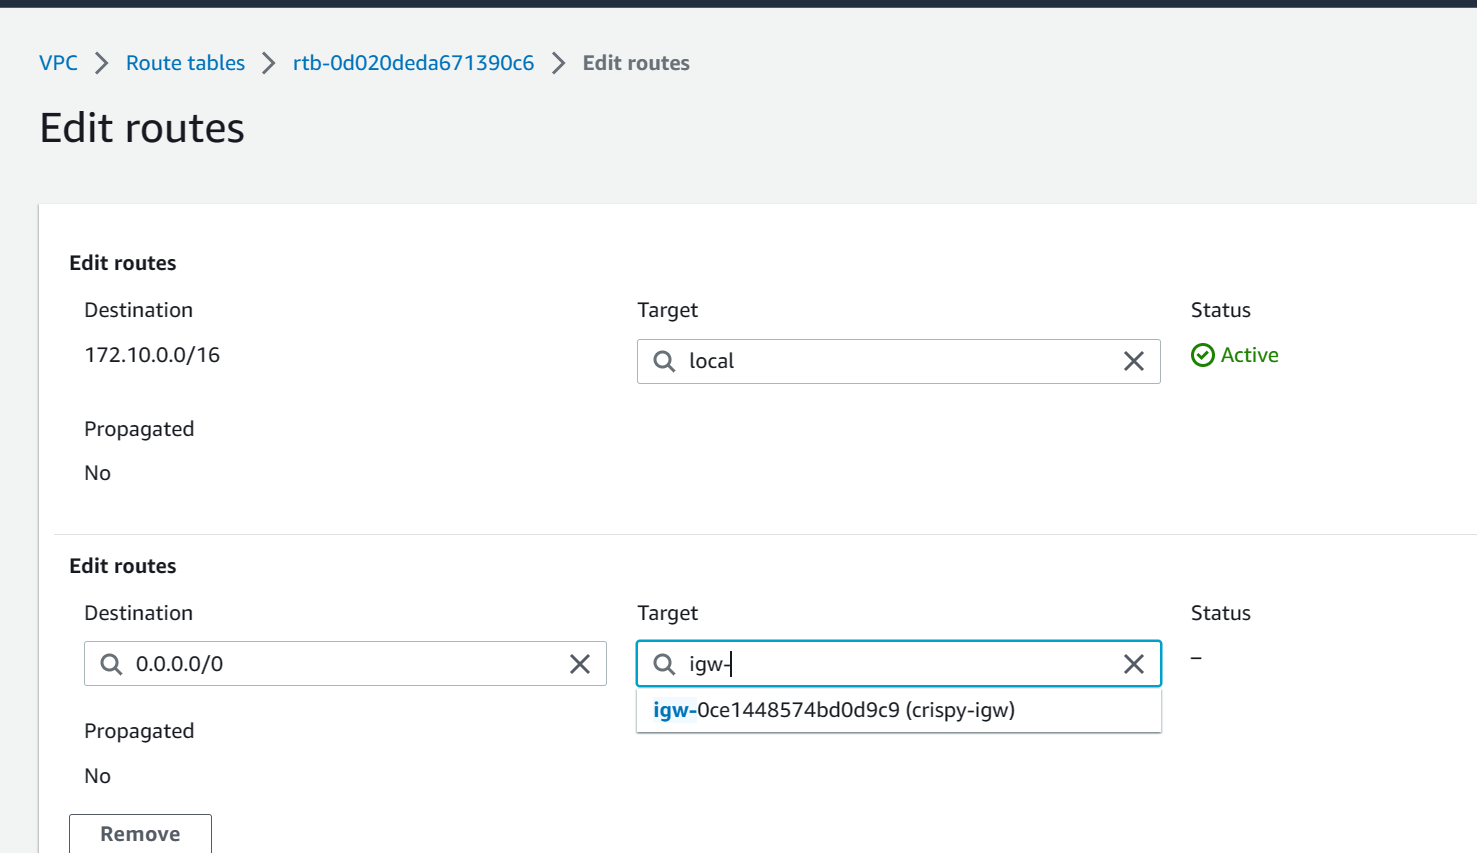 VPC > Route tables > rtb-0d020deda671390c6 > Edit routes
Edit routes
Edit routes
Destination Target Status
172.10.0.0/16 local Active
Propagated
No
Edit routes
Destination Target Status
0.0.0.0/0 igw- –
igw-0ce1448574bd0d9c9 (crispy-igw)
Propagated
No
Remove